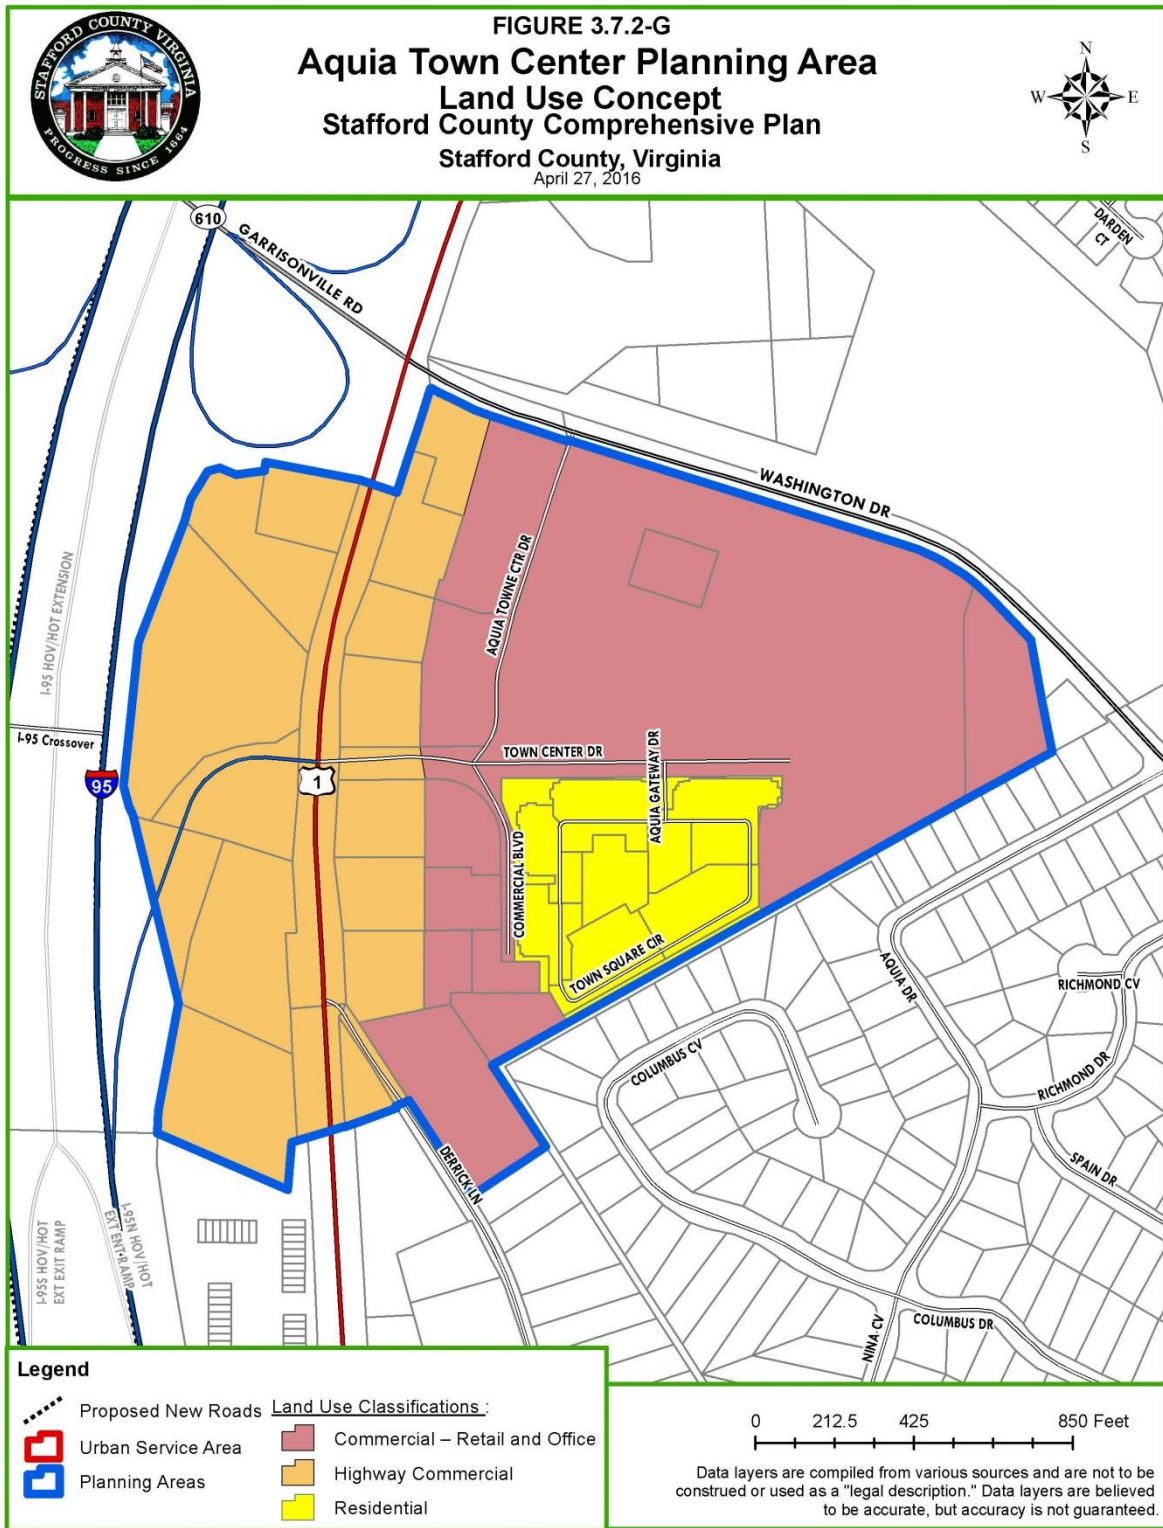 STAFFORD COUNTY VIRGINIA
PROGRESS SINCE 1664
FIGURE 3.7.2-G
Aquia Town Center Planning Area
Land Use Concept
Stafford County Comprehensive Plan
Stafford County, Virginia
April 27, 2016
N
W E
S
610
GARRISONVILLE RD
DARDEN
CT
WASHINGTON DR
I-95 HOV/HOT EXTENSION
AQUIA TOWNE CTR DR
I-95 Crossover
TOWN CENTER DR
AQUIA GATEWAY DR
95
1
COMMERCIAL BLVD
TOWN SQUARE CIR
AQUIA DR
RICHMOND CV
COLUMBUS CV
RICHMOND DR
SPAIN DR
DERRICK LN
I-95S HOV/HOT
EXT EXIT RAMP
I-95N HOV/HOT
EXT ENT RAMP
NINA CV
COLUMBUS DR
Legend
Proposed New Roads
Urban Service Area
Planning Areas
Land Use Classifications :
Commercial – Retail and Office
Highway Commercial
Residential
0 212.5 425 850 Feet
Data layers are compiled from various sources and are not to be
construed or used as a "legal description." Data layers are believed
to be accurate, but accuracy is not guaranteed.